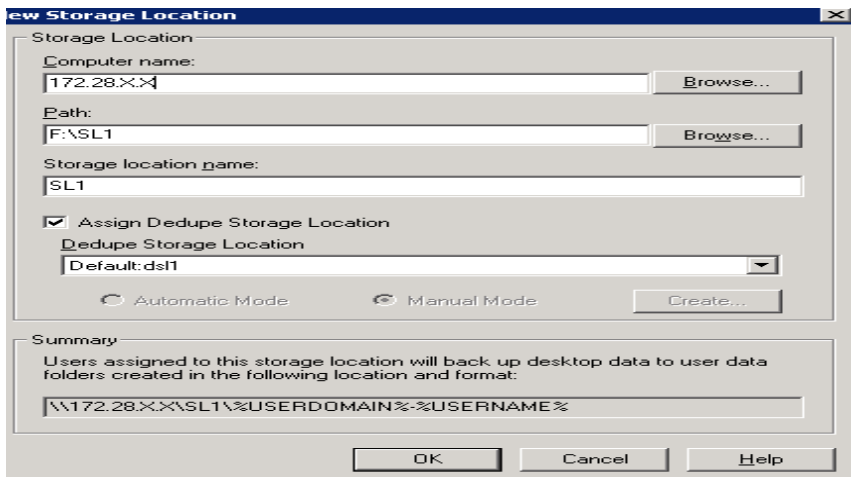 ew Storage Location
Storage Location
Computer name:
172.28.X.X
Browse...
Path:
F:\SL1
Browse...
Storage location name:
SL1
Assign Dedupe Storage Location
Dedupe Storage Location
Default:dsl1
Automatic Mode
Manual Mode
Create...
Summary
Users assigned to this storage location will back up desktop data to user data
folders created in the following location and format:
\\172.28.X.X\SL1\%USERDOMAIN%-%USERNAME%
OK
Cancel
Help